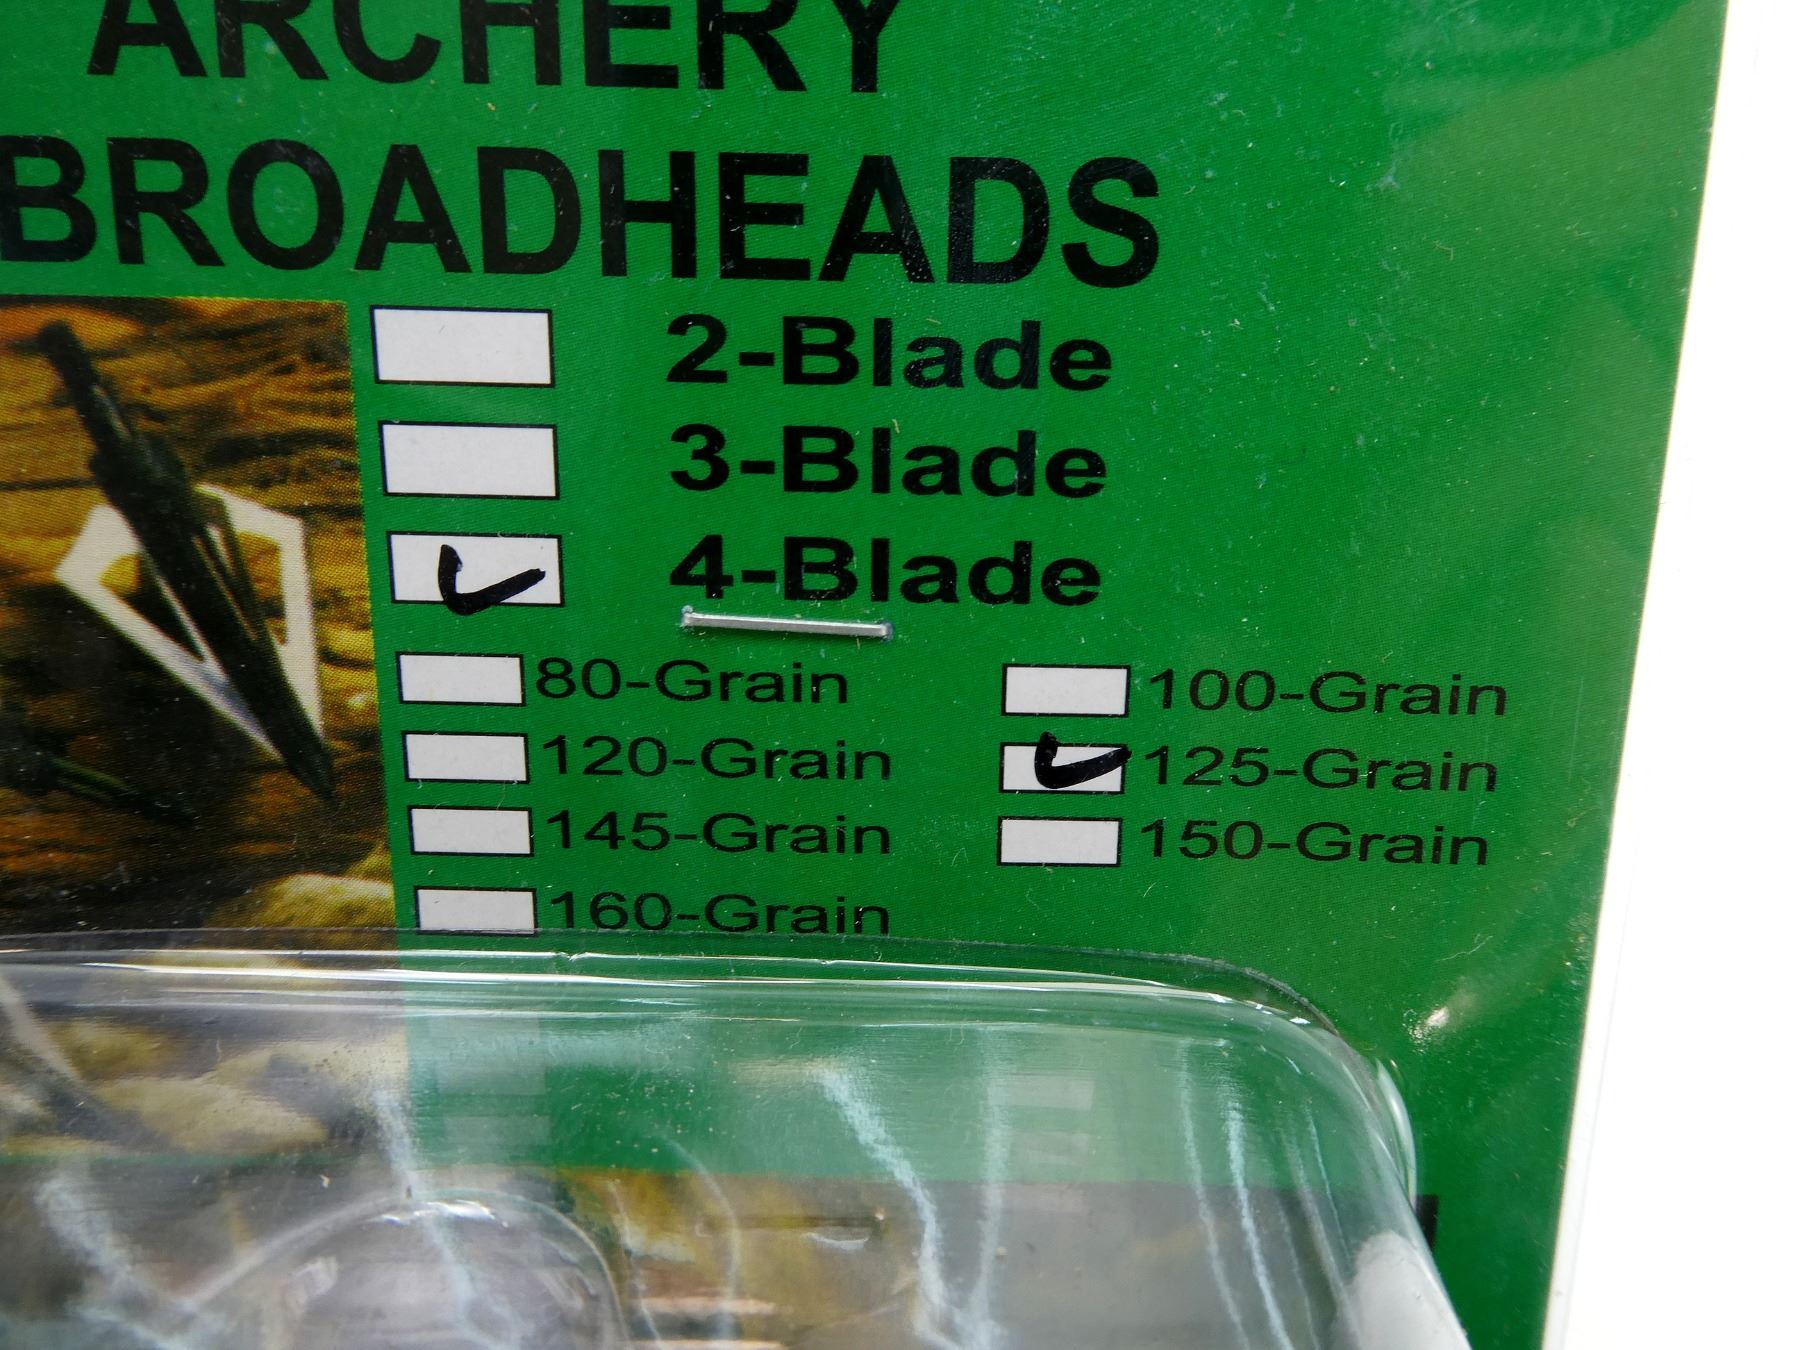 ARCHERY
BROADHEADS
2-Blade
3-Blade
4-Blade
80-Grain 100-Grain
120-Grain 125-Grain
145-Grain 150-Grain
160-Grain